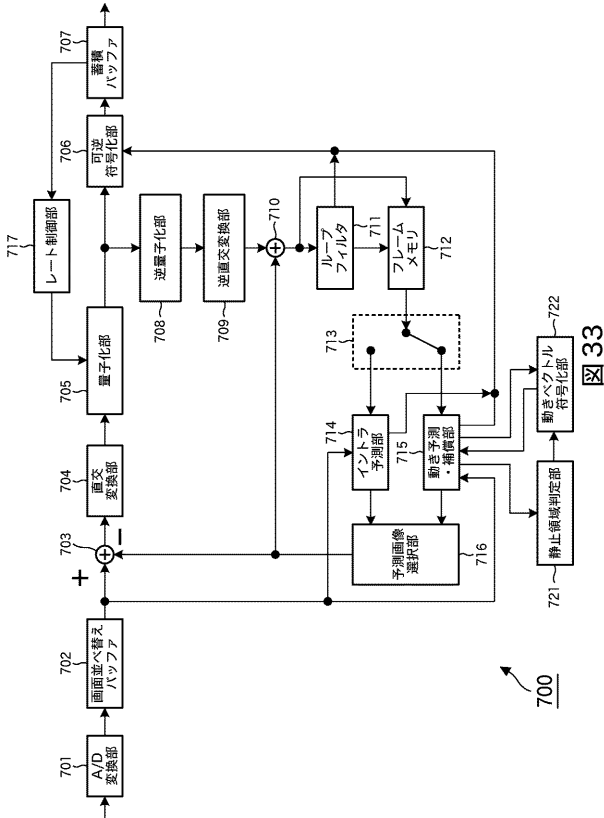 701
A/D
変換部
702
画面並べ替え
バッファ
703
+
−
704
直交
変換部
705
量子化部
717
レート制御部
706
可逆
符号化部
707
蓄積
バッファ
708
逆量子化部
709
逆直交変換部
710
711
ループ
フィルタ
712
フレーム
メモリ
713
714
イントラ
予測部
715
動き予測
・補償部
716
予測画像
選択部
721
静止領域判定部
722
動きベクトル
符号化部
700
図 33